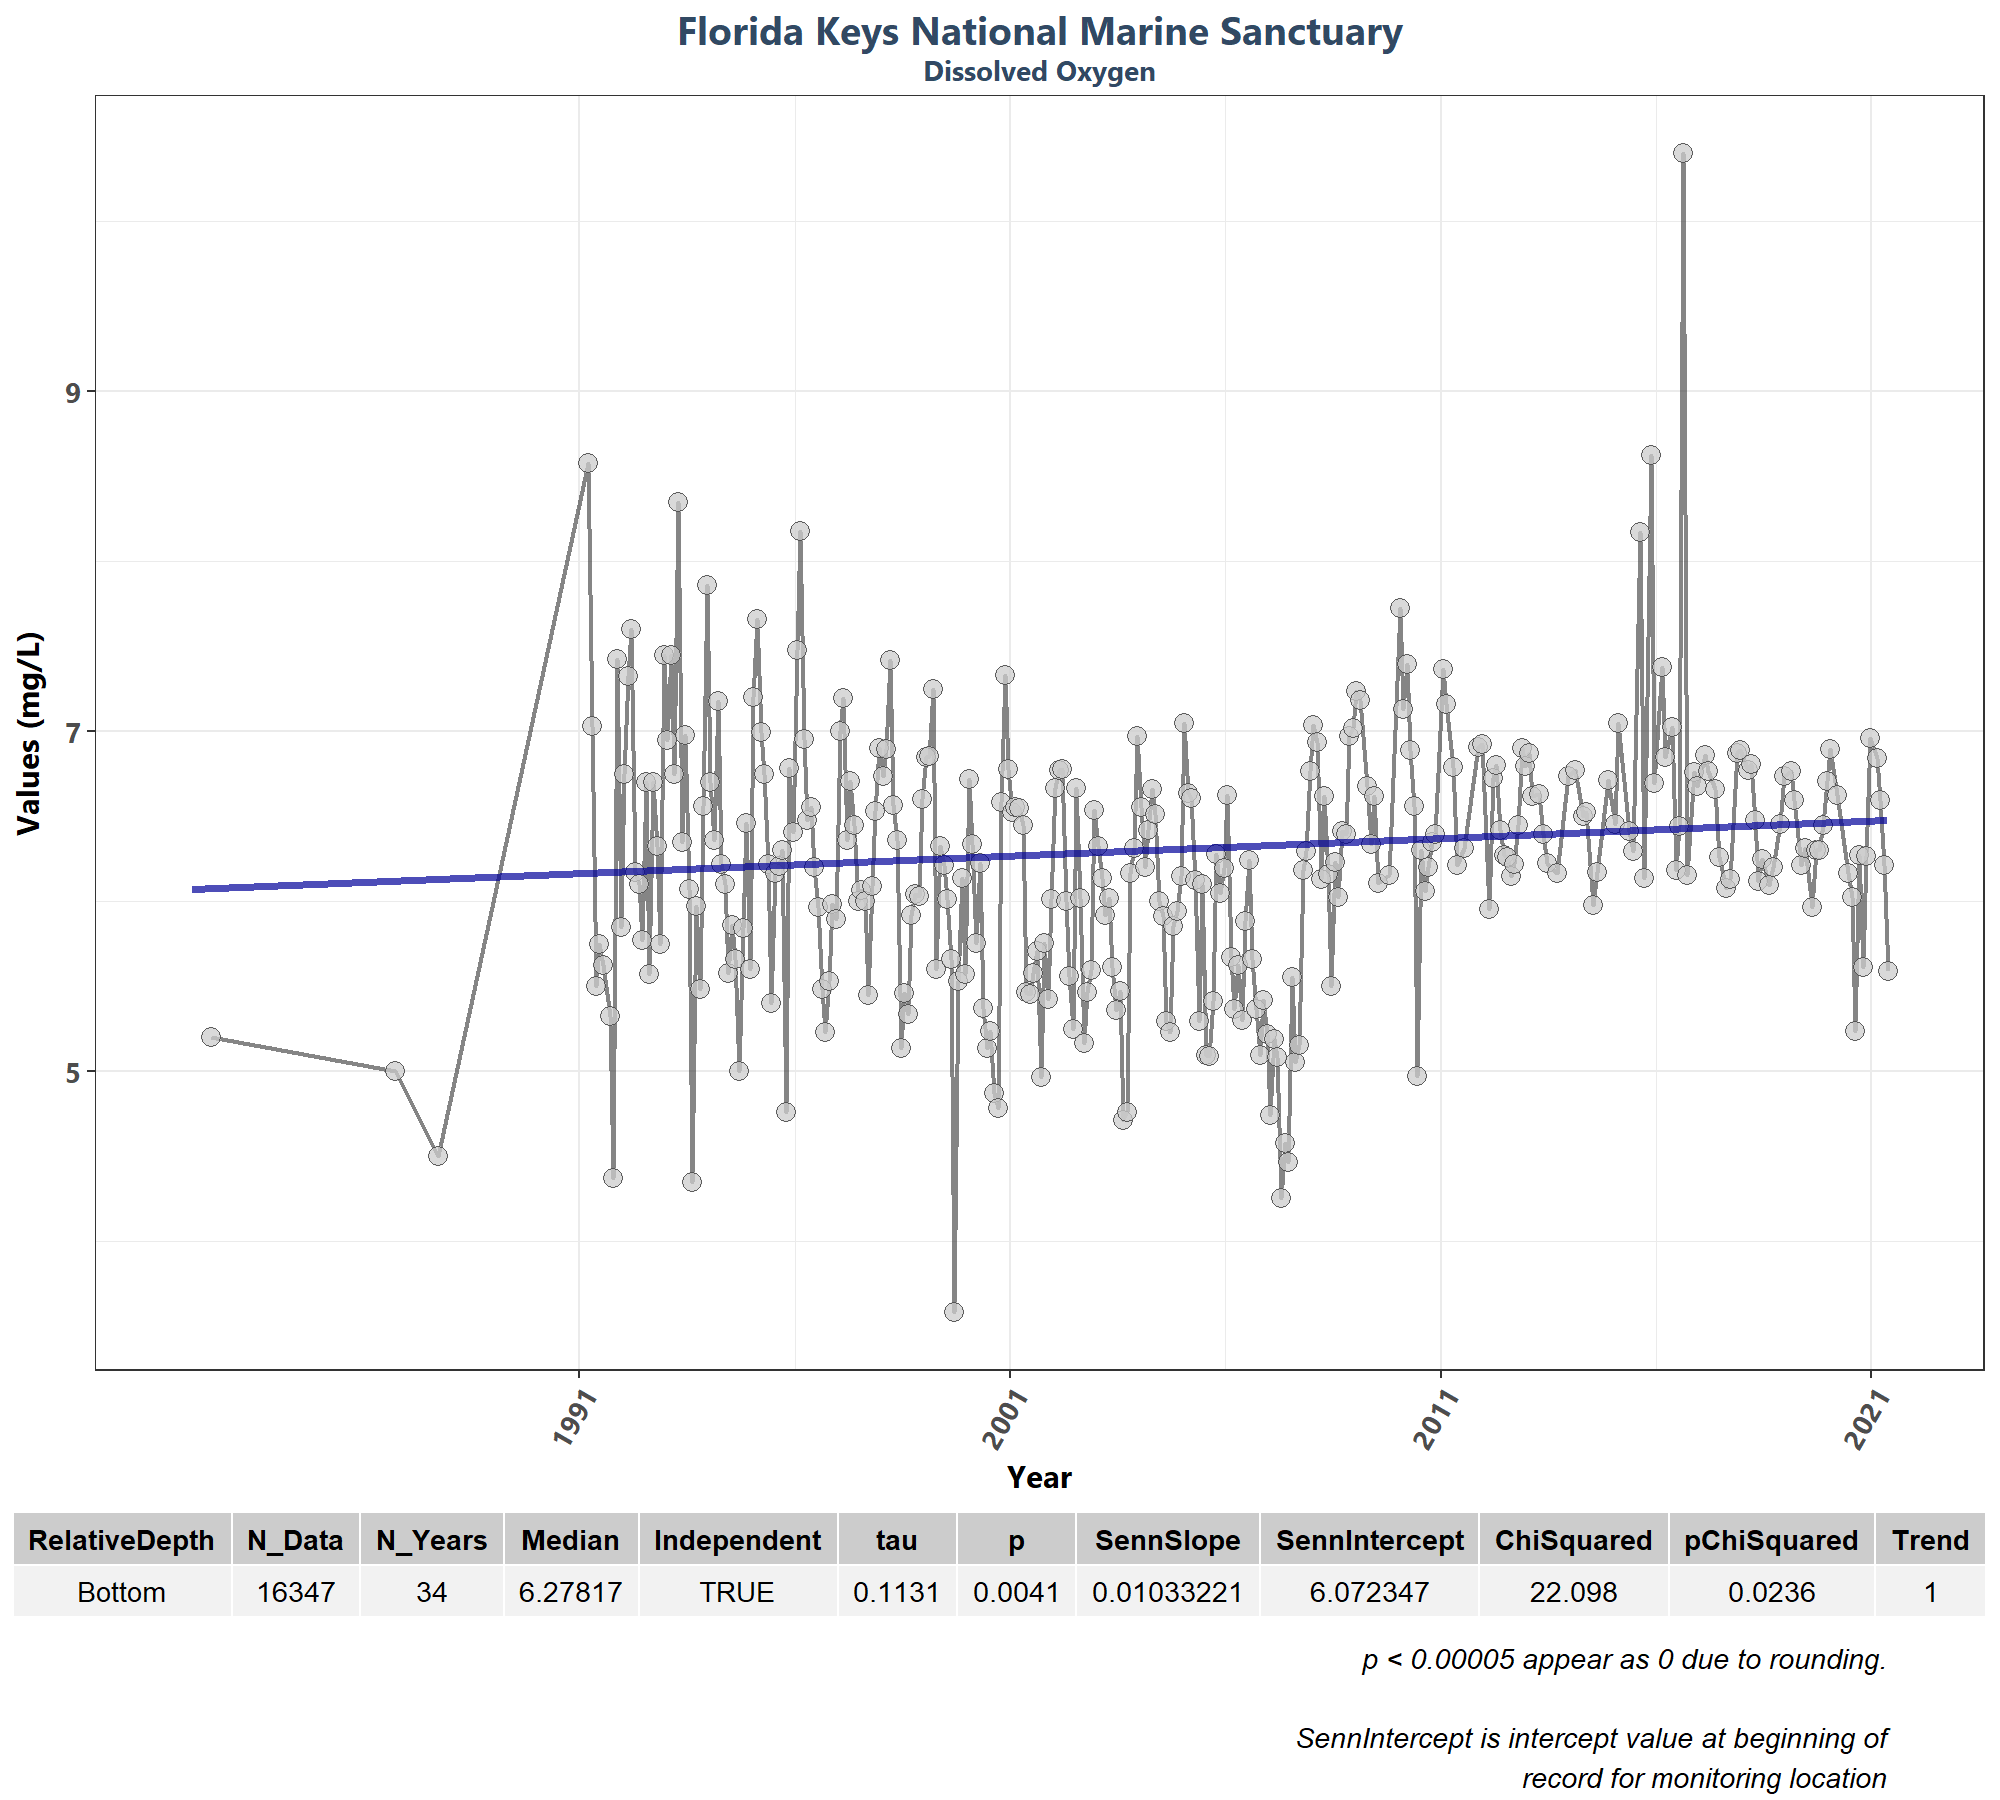 Florida Keys National Marine Sanctuary
Dissolved Oxygen
Values (mg/L)
9
7
5
1991
2001
2011
2021
Year
RelativeDepth N_Data N_Years Median Independent tau p SennSlope SennIntercept ChiSquared pChiSquared Trend
Bottom 16347 34 6.27817 TRUE 0.1131 0.0041 0.01033221 6.072347 22.098 0.0236 1
p < 0.00005 appear as 0 due to rounding.
SennIntercept is intercept value at beginning of
record for monitoring location